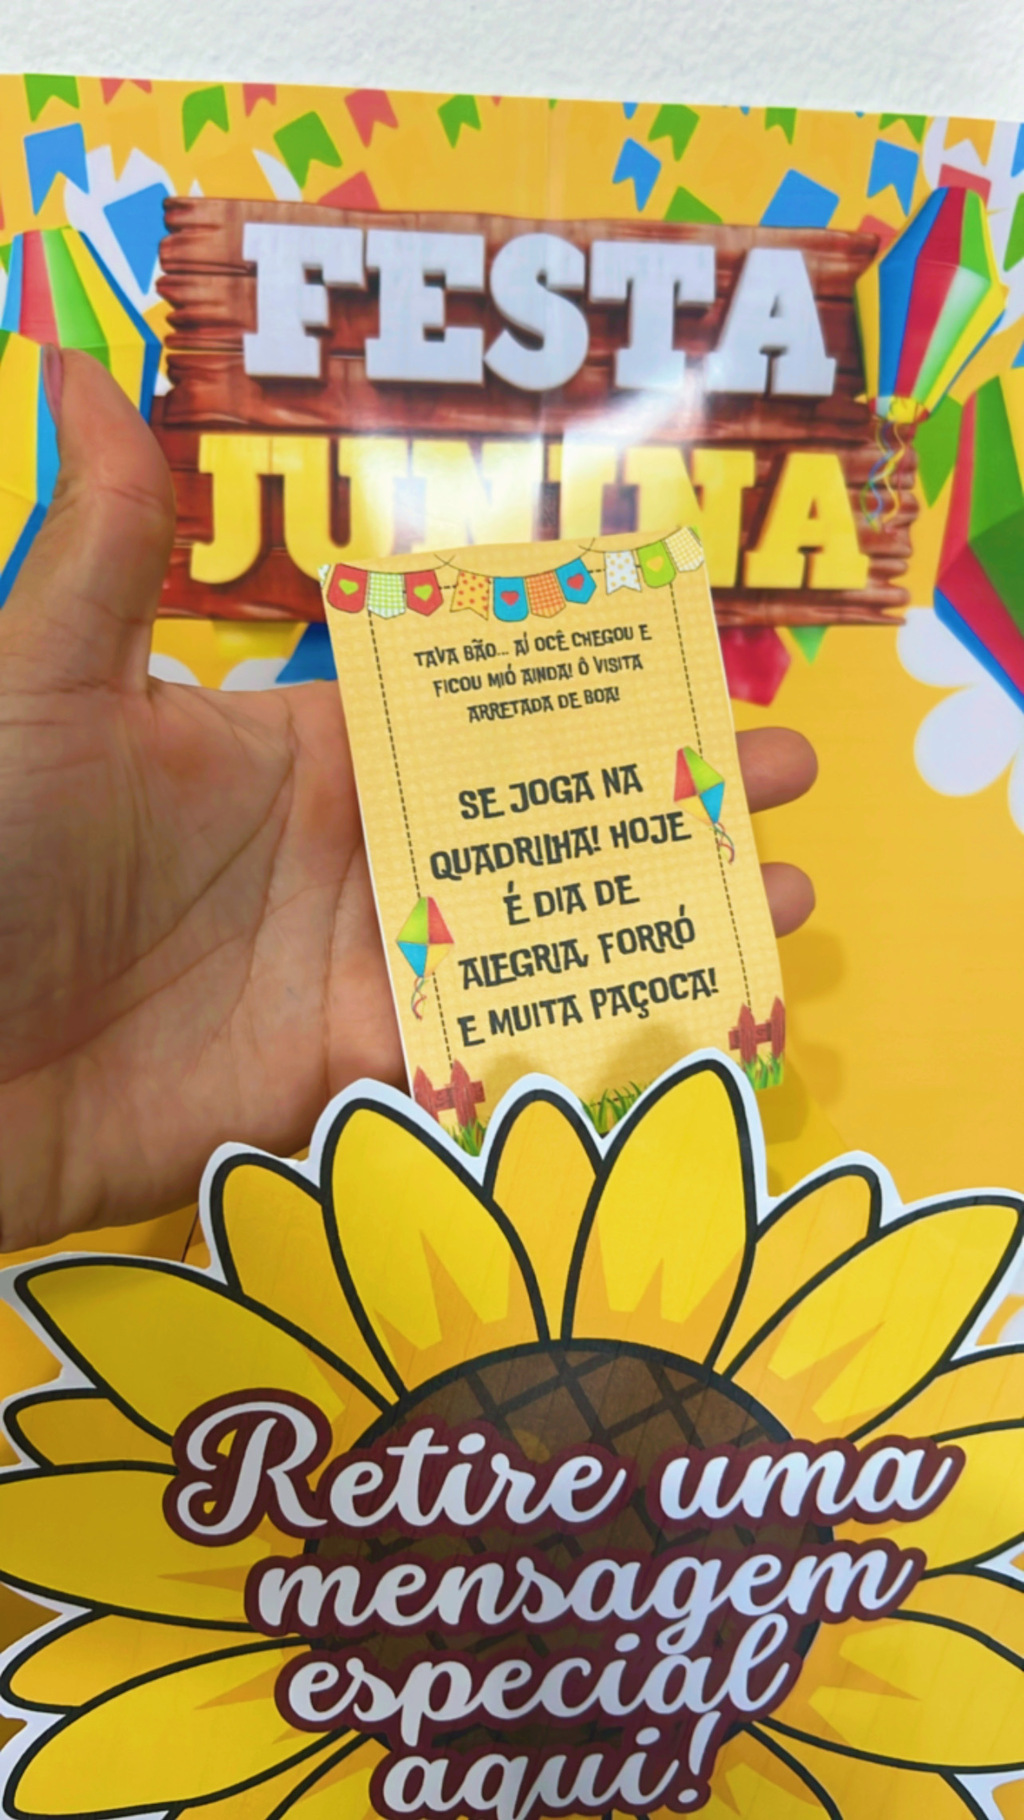 FESTA
JUNINA
TAVA BÃO... AÍ OCÊ CHEGOU E
FICOU MIÓ AINDA! Ô VISITA
ARRETADA DE BOA!
SE JOGA NA
QUADRILHA! HOJE
É DIA DE
ALEGRIA, FORRÓ
E MUITA PAÇOCA!
Retire uma
mensagem
especial
aqui!